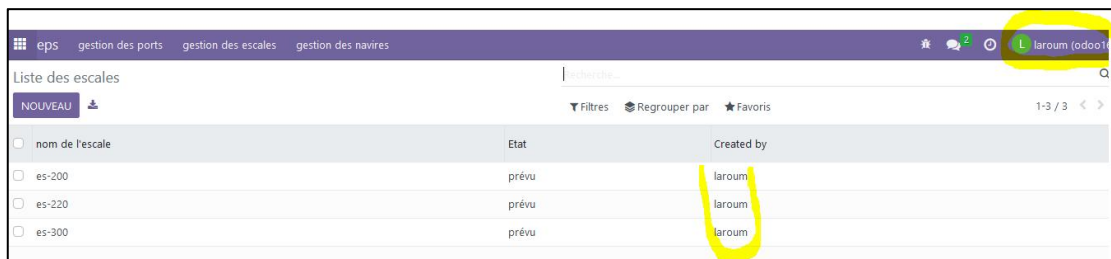 eps gestion des ports gestion des escales gestion des navires 2 L laroum (odoo16
Liste des escales Recherche...
NOUVEAU Filtres Regrouper par Favoris 1-3 / 3
nom de l'escale Etat Created by
es-200 prévu laroum
es-220 prévu laroum
es-300 prévu laroum